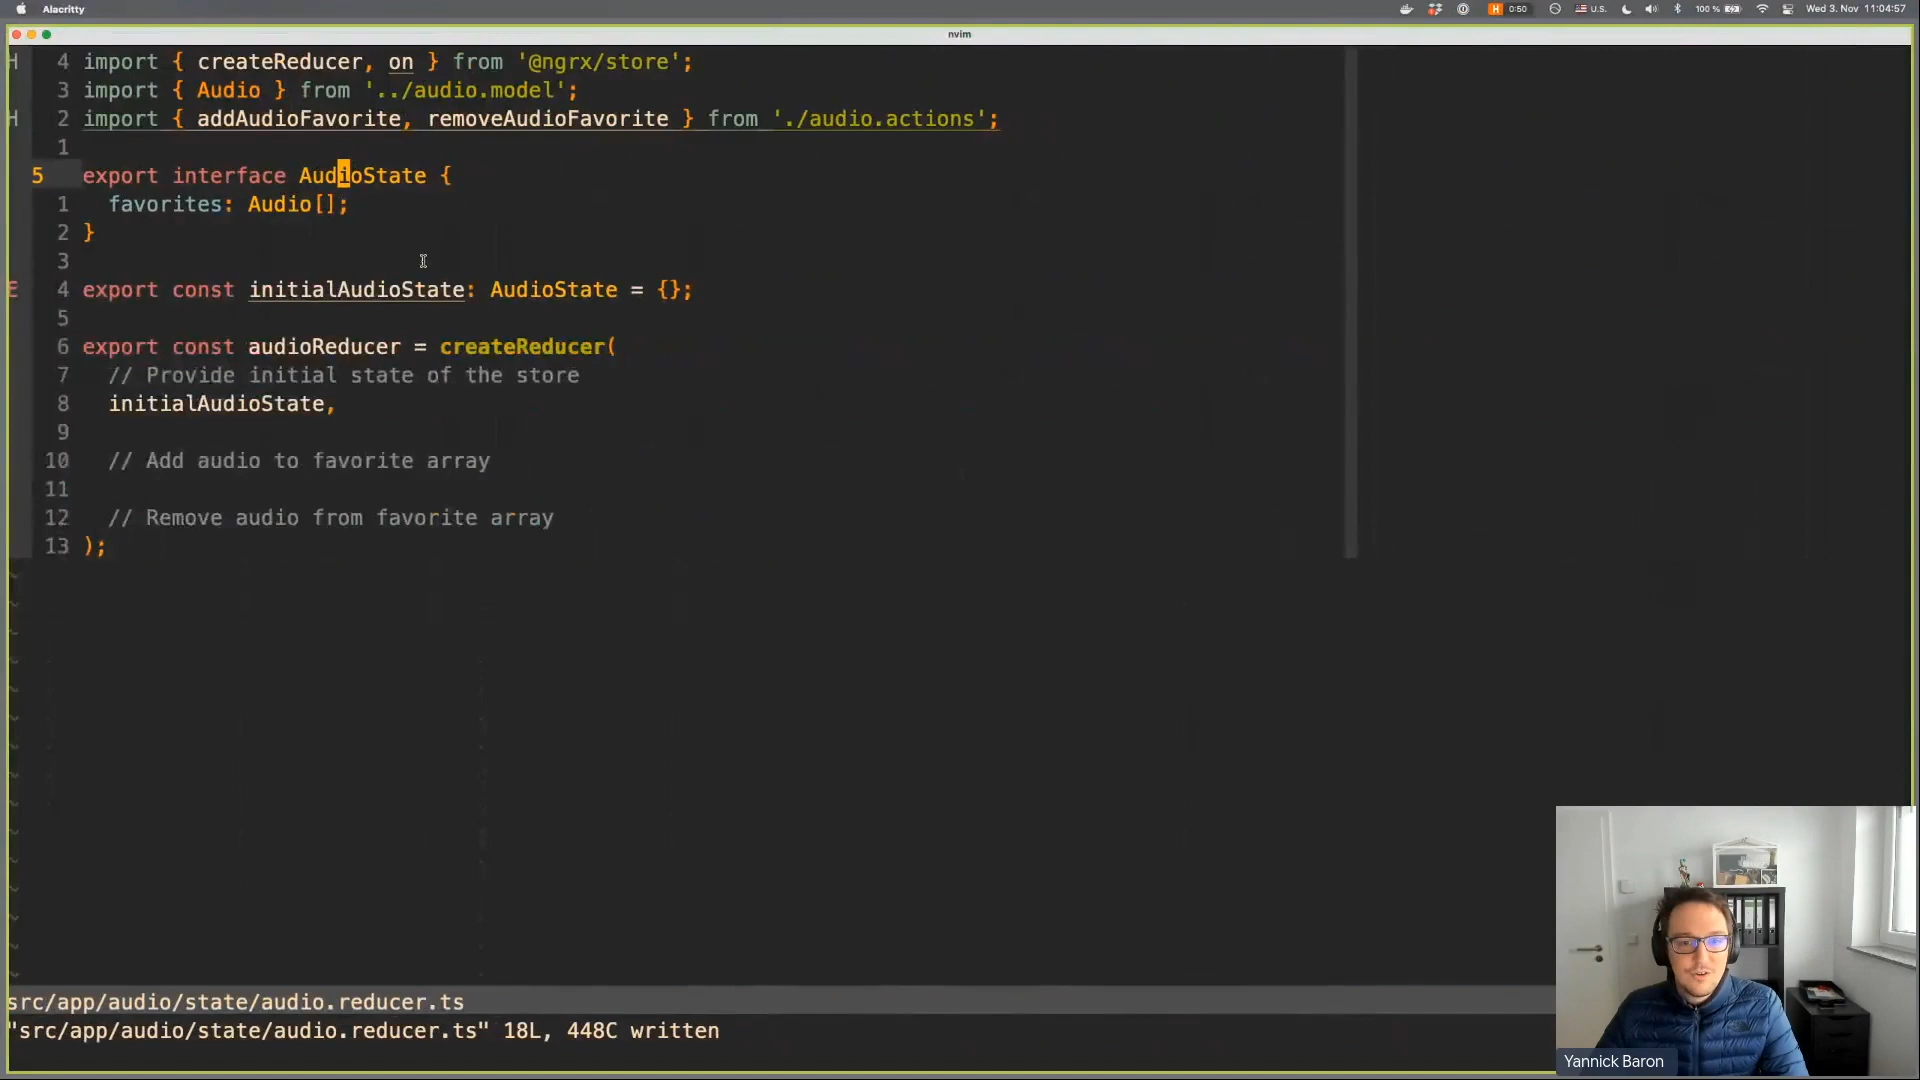 Alacritty
0:50
U.S.
100 %
Wed 3. Nov 11:04:57
nvim
H 4 import { createReducer, on } from '@ngrx/store';
3 import { Audio } from '../audio.model';
H 2 import { addAudioFavorite, removeAudioFavorite } from './audio.actions';
1
5 export interface AudioState {
1 favorites: Audio[];
2 }
3
E 4 export const initialAudioState: AudioState = {};
5
6 export const audioReducer = createReducer(
7 // Provide initial state of the store
8 initialAudioState,
9
10 // Add audio to favorite array
11
12 // Remove audio from favorite array
13 );
src/app/audio/state/audio.reducer.ts
"src/app/audio/state/audio.reducer.ts" 18L, 448C written
Yannick Baron